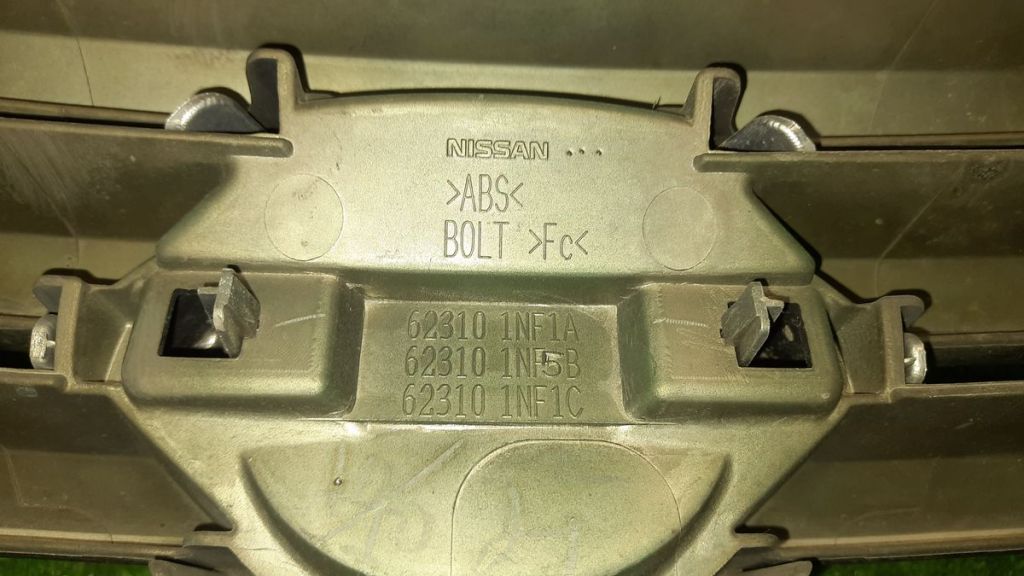 NISSAN ...
>ABS<
BOLT >Fc<
62310 1NF1A
62310 1NF5B
62310 1NF1C